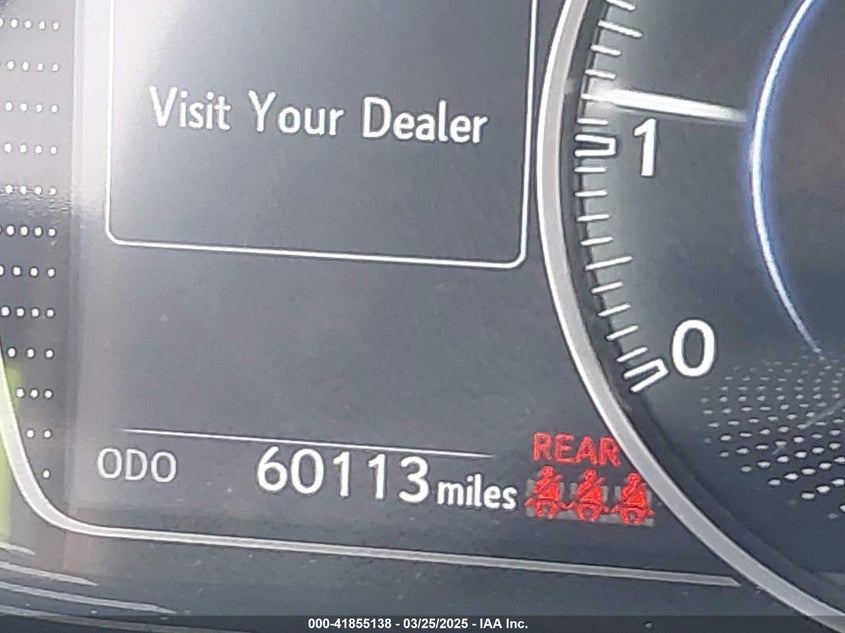 Visit Your Dealer
1
0
REAR
ODO 60113 miles
000-41855138 - 03/25/2025 - IAA Inc.